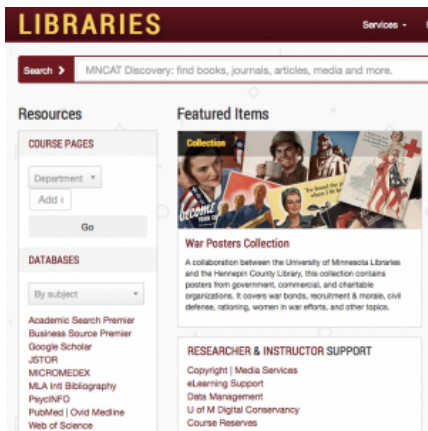 LIBRARIES
Services
Search
MNCAT Discovery: find books, journals, articles, media and more.
Resources
COURSE PAGES
Department
Add
Go
DATABASES
By subject
Academic Search Premier
Business Source Premier
Google Scholar
JSTOR
MICROMEDEX
MLA Intl Bibliography
PsycINFO
PubMed | Ovid Medline
Web of Science
Featured Items
Collection
become
War Posters Collection
A collaboration between the University of Minnesota Libraries
and the Hennepin County Library, this collection contains
posters from government, commercial, and charitable
organizations. It covers war bonds, recruitment & morale, civil
defense, rationing, women in war efforts, and other topics.
RESEARCHER & INSTRUCTOR SUPPORT
Copyright | Media Services
eLearning Support
Data Management
U of M Digital Conservancy
Course Reserves